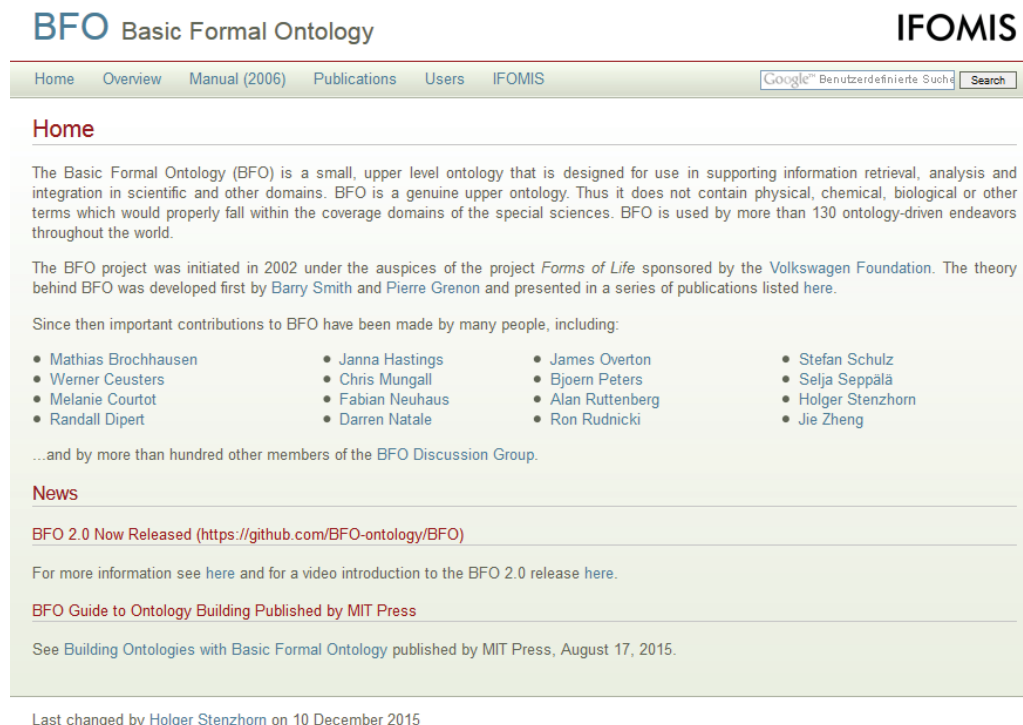 BFO Basic Formal Ontology
IFOMIS
Home Overview Manual (2006) Publications Users IFOMIS
Google™ Benutzerdefinierte Suche Search
Home
The Basic Formal Ontology (BFO) is a small, upper level ontology that is designed for use in supporting information retrieval, analysis and
integration in scientific and other domains. BFO is a genuine upper ontology. Thus it does not contain physical, chemical, biological or other
terms which would properly fall within the coverage domains of the special sciences. BFO is used by more than 130 ontology-driven endeavors
throughout the world.
The BFO project was initiated in 2002 under the auspices of the project Forms of Life sponsored by the Volkswagen Foundation. The theory
behind BFO was developed first by Barry Smith and Pierre Grenon and presented in a series of publications listed here.
Since then important contributions to BFO have been made by many people, including:
• Mathias Brochhausen • Janna Hastings • James Overton • Stefan Schulz
• Werner Ceusters • Chris Mungall • Bjoern Peters • Selja Seppälä
• Melanie Courtot • Fabian Neuhaus • Alan Ruttenberg • Holger Stenzhorn
• Randall Dipert • Darren Natale • Ron Rudnicki • Jie Zheng
…and by more than hundred other members of the BFO Discussion Group.
News
BFO 2.0 Now Released (https://github.com/BFO-ontology/BFO)
For more information see here and for a video introduction to the BFO 2.0 release here.
BFO Guide to Ontology Building Published by MIT Press
See Building Ontologies with Basic Formal Ontology published by MIT Press, August 17, 2015.
Last changed by Holger Stenzhorn on 10 December 2015